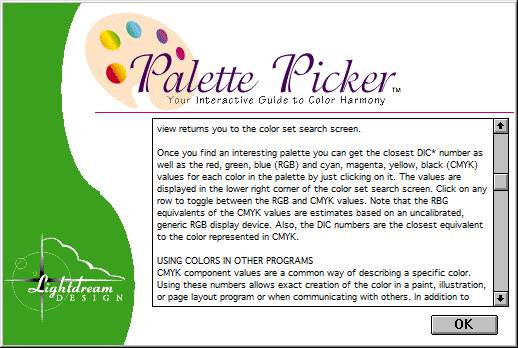 Palette Picker™
Your Interactive Guide to Color Harmony
view returns you to the color set search screen.
Once you find an interesting palette you can get the closest DIC* number as
well as the red, green, blue (RGB) and cyan, magenta, yellow, black (CMYK)
values for each color in the palette by just clicking on it. The values are
displayed in the lower right corner of the color set search screen. Click on any
row to toggle between the RGB and CMYK values. Note that the RBG
equivalents of the CMYK values are estimates based on an uncalibrated,
generic RGB display device. Also, the DIC numbers are the closest equivalent
to the color represented in CMYK.
USING COLORS IN OTHER PROGRAMS
CMYK component values are a common way of describing a specific color.
Using these numbers allows exact creation of the color in a paint, illustration,
or page layout program or when communicating with others. In addition to
Lightdream
DESIGN
OK